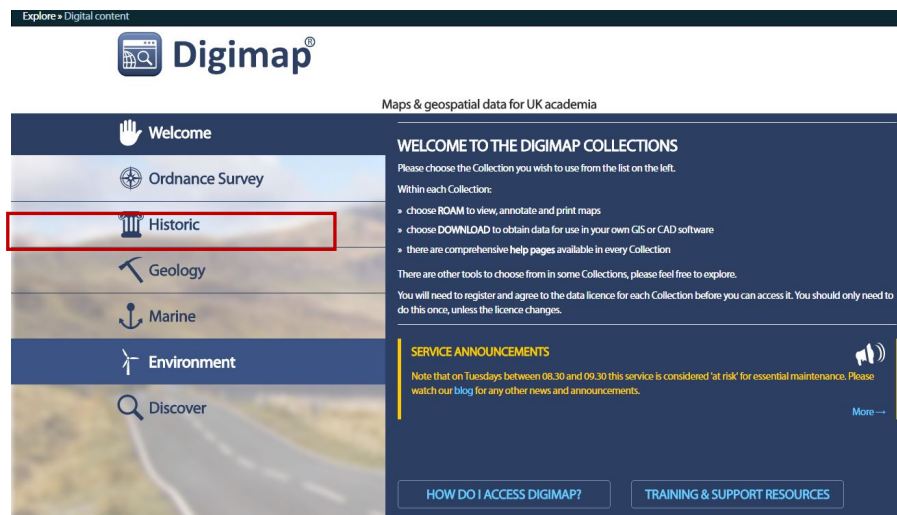 Explore » Digital content
Digimap®
Maps & geospatial data for UK academia
Welcome
Ordnance Survey
Historic
Geology
Marine
Environment
Discover
WELCOME TO THE DIGIMAP COLLECTIONS
Please choose the Collection you wish to use from the list on the left.
Within each Collection:
» choose ROAM to view, annotate and print maps
» choose DOWNLOAD to obtain data for use in your own GIS or CAD software
» there are comprehensive help pages available in every Collection
There are other tools to choose from in some Collections, please feel free to explore.
You will need to register and agree to the data licence for each Collection before you can access it. You should only need to
do this once, unless the licence changes.
SERVICE ANNOUNCEMENTS
Note that on Tuesdays between 08.30 and 09.30 this service is considered 'at risk' for essential maintenance. Please
watch our blog for any other news and announcements.
More →
HOW DO I ACCESS DIGIMAP?
TRAINING & SUPPORT RESOURCES